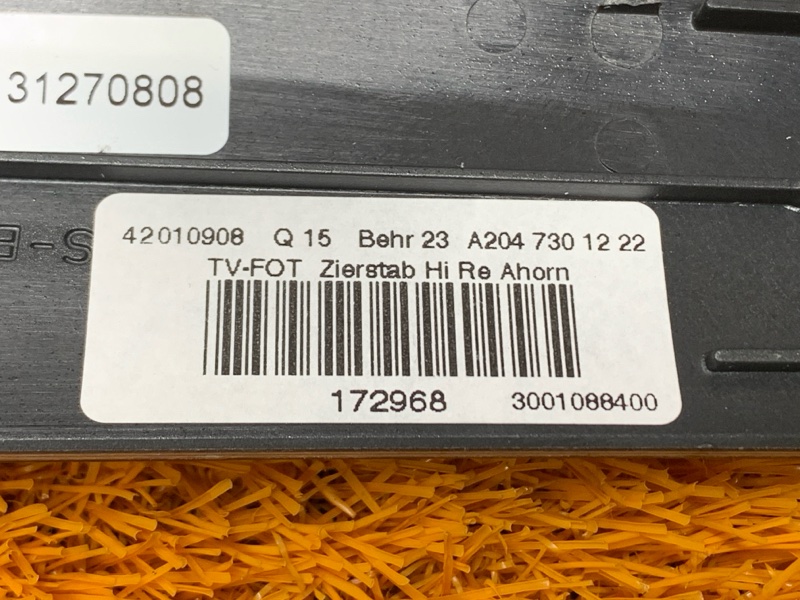 31270808
42010908 Q 15 Behr 23 A204 730 12 22
TV-FOT Zierstab Hi Re Ahorn
172968 3001088400